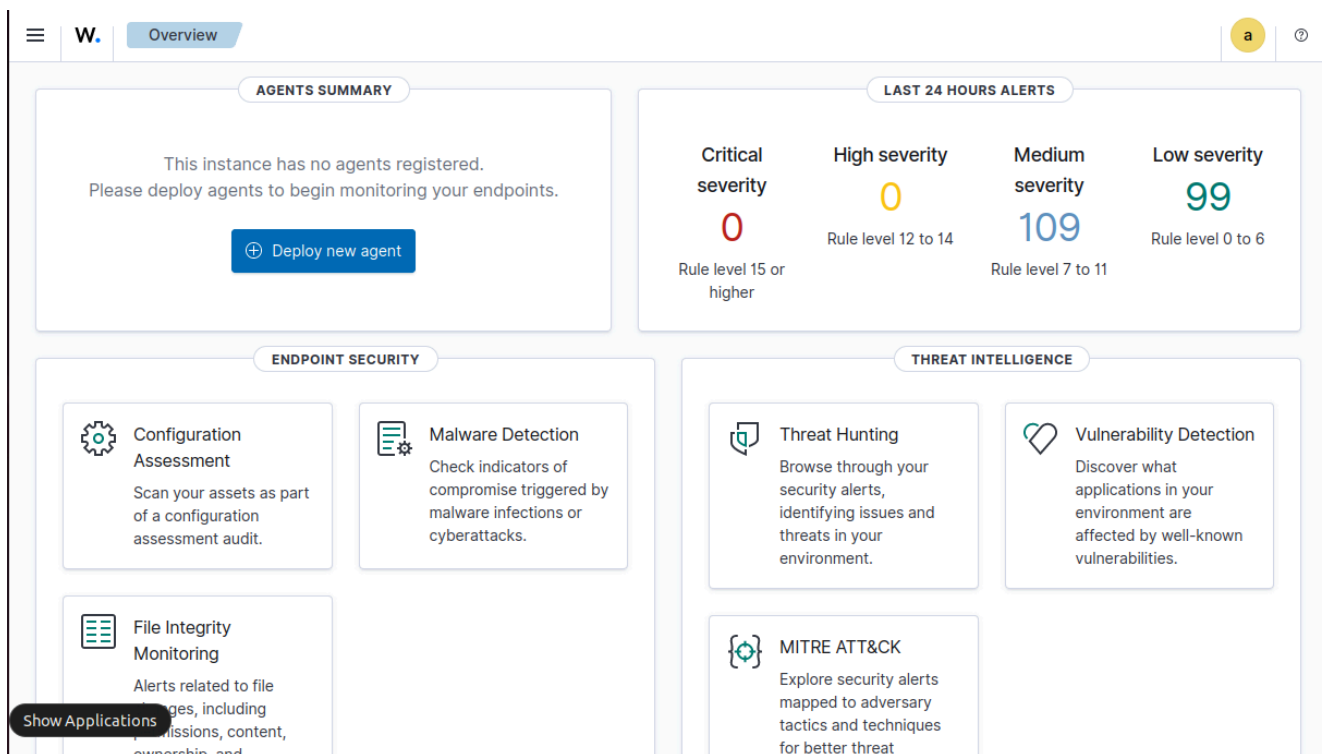 W.
Overview
a
AGENTS SUMMARY
This instance has no agents registered.
Please deploy agents to begin monitoring your endpoints.
Deploy new agent
LAST 24 HOURS ALERTS
Critical
severity
0
Rule level 15 or
higher
High severity
0
Rule level 12 to 14
Medium
severity
109
Rule level 7 to 11
Low severity
99
Rule level 0 to 6
ENDPOINT SECURITY
Configuration
Assessment
Scan your assets as part
of a configuration
assessment audit.
Malware Detection
Check indicators of
compromise triggered by
malware infections or
cyberattacks.
File Integrity
Monitoring
Alerts related to file
including
content,
Show Applications
THREAT INTELLIGENCE
Threat Hunting
Browse through your
security alerts,
identifying issues and
threats in your
environment.
Vulnerability Detection
Discover what
applications in your
environment are
affected by well-known
vulnerabilities.
MITRE ATT&CK
Explore security alerts
mapped to adversary
tactics and techniques
for better threat